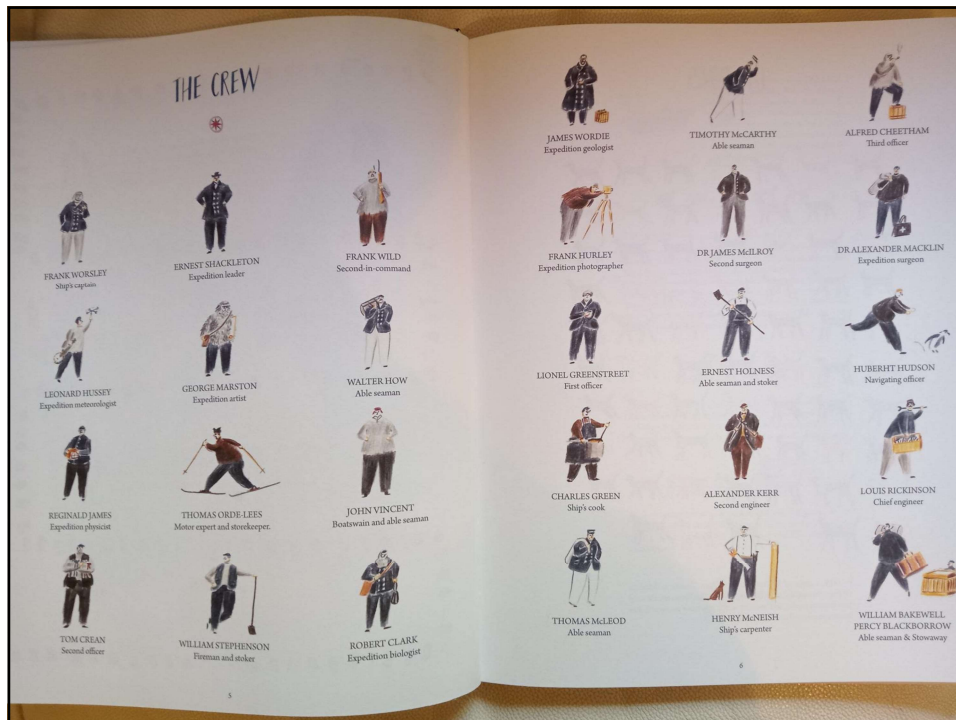 THE CREW
FRANK WORSLEY
Ship's captain
ERNEST SHACKLETON
Expedition leader
FRANK WILD
Second-in-command
LEONARD HUSSEY
Expedition meteorologist
GEORGE MARSTON
Expedition artist
WALTER HOW
Able seaman
REGINALD JAMES
Expedition physicist
THOMAS ORDE-LEES
Motor expert and storekeeper.
JOHN VINCENT
Boatswain and able seaman
TOM CREAN
Second officer
WILLIAM STEPHENSON
Fireman and stoker
ROBERT CLARK
Expedition biologist
5
JAMES WORDIE
Expedition geologist
TIMOTHY McCARTHY
Able seaman
ALFRED CHEETHAM
Third officer
FRANK HURLEY
Expedition photographer
DR JAMES McILROY
Second surgeon
DR ALEXANDER MACKLIN
Expedition surgeon
LIONEL GREENSTREET
First officer
ERNEST HOLNESS
Able seaman and stoker
HUBERHT HUDSON
Navigating officer
CHARLES GREEN
Ship's cook
ALEXANDER KERR
Second engineer
LOUIS RICKINSON
Chief engineer
THOMAS McLEOD
Able seaman
HENRY McNEISH
Ship's carpenter
WILLIAM BAKEWELL
PERCY BLACKBORROW
Able seaman & Stowaway
6